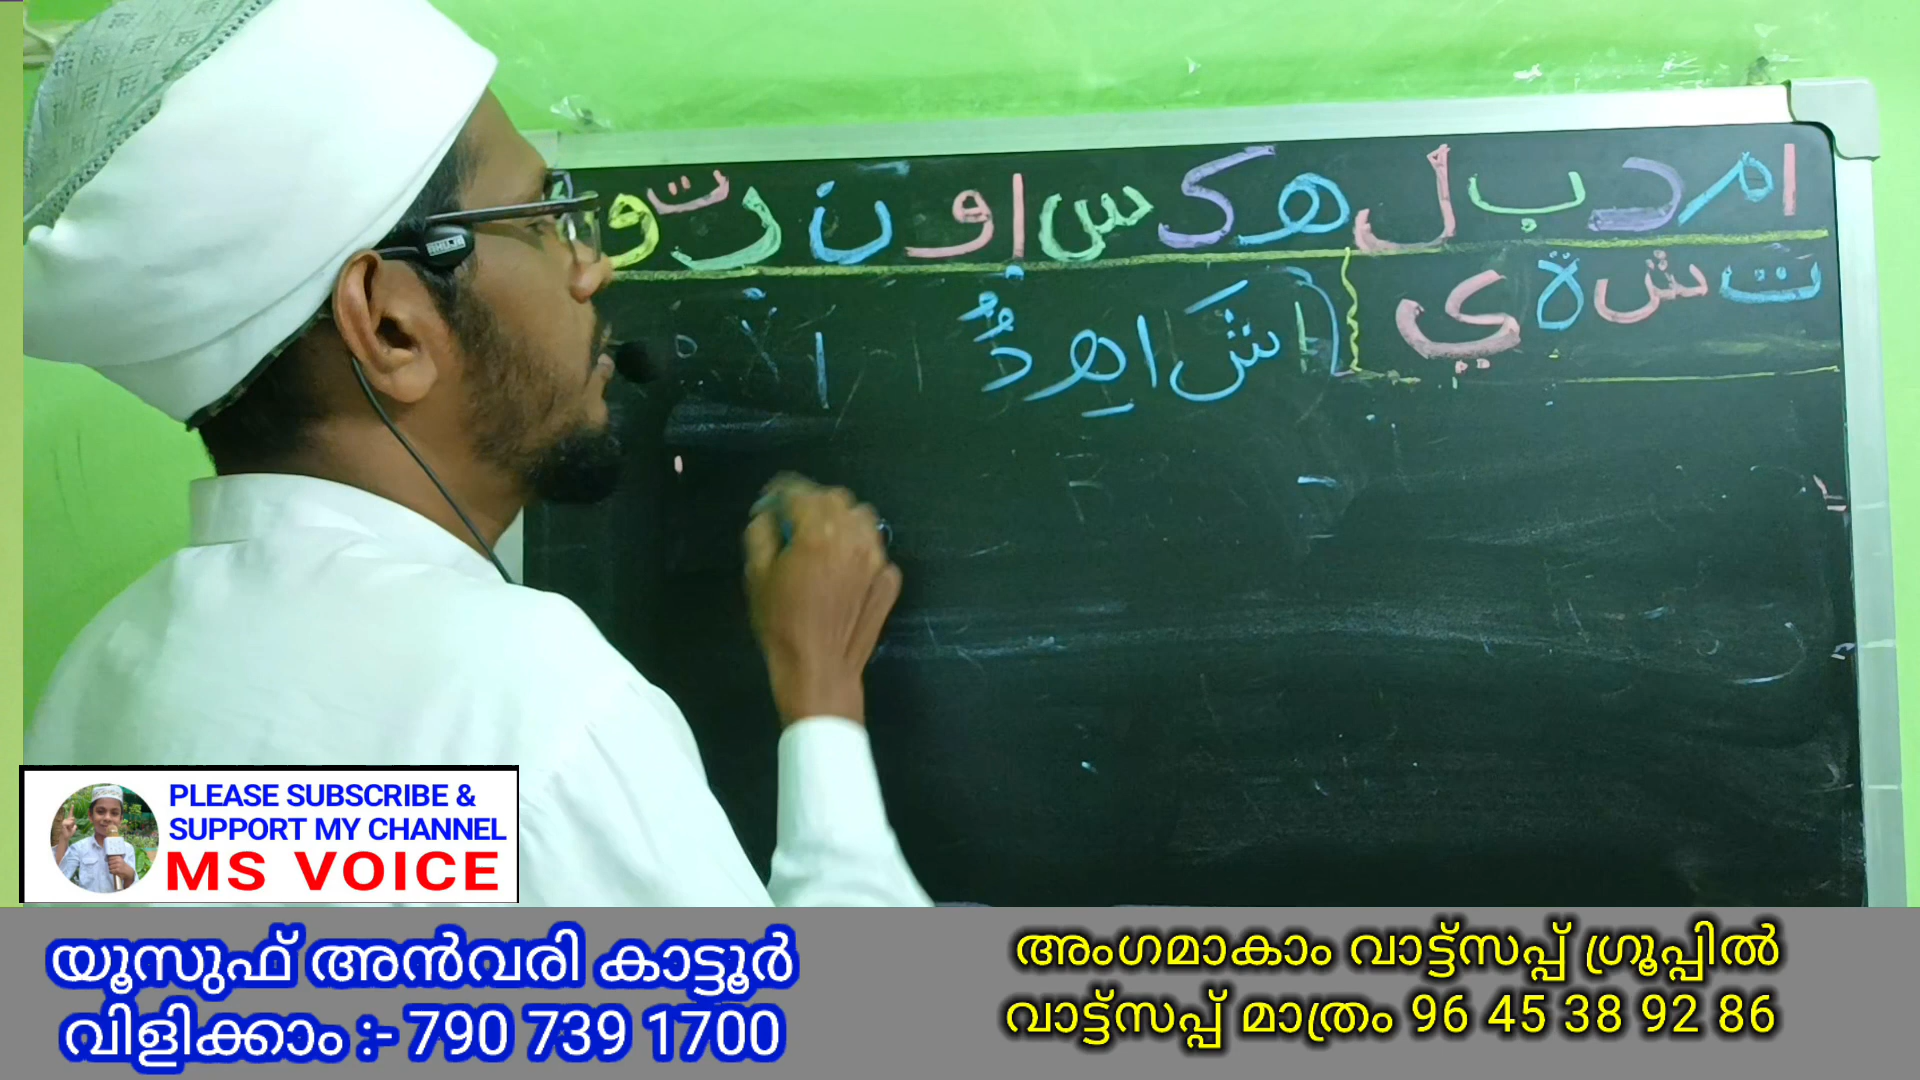 ا م د ب ل ه ك س ا و ن ر ت و
ت ش ة ي
شَاهِدٌ
PLEASE SUBSCRIBE &
SUPPORT MY CHANNEL
MS VOICE
യൂസുഫ് അൻവരി കാട്ടൂർ
വിളിക്കാം :- 790 739 1700
അംഗമാകാം വാട്ട്സപ്പ് ഗ്രൂപ്പിൽ
വാട്ട്സപ്പ് മാത്രം 96 45 38 92 86